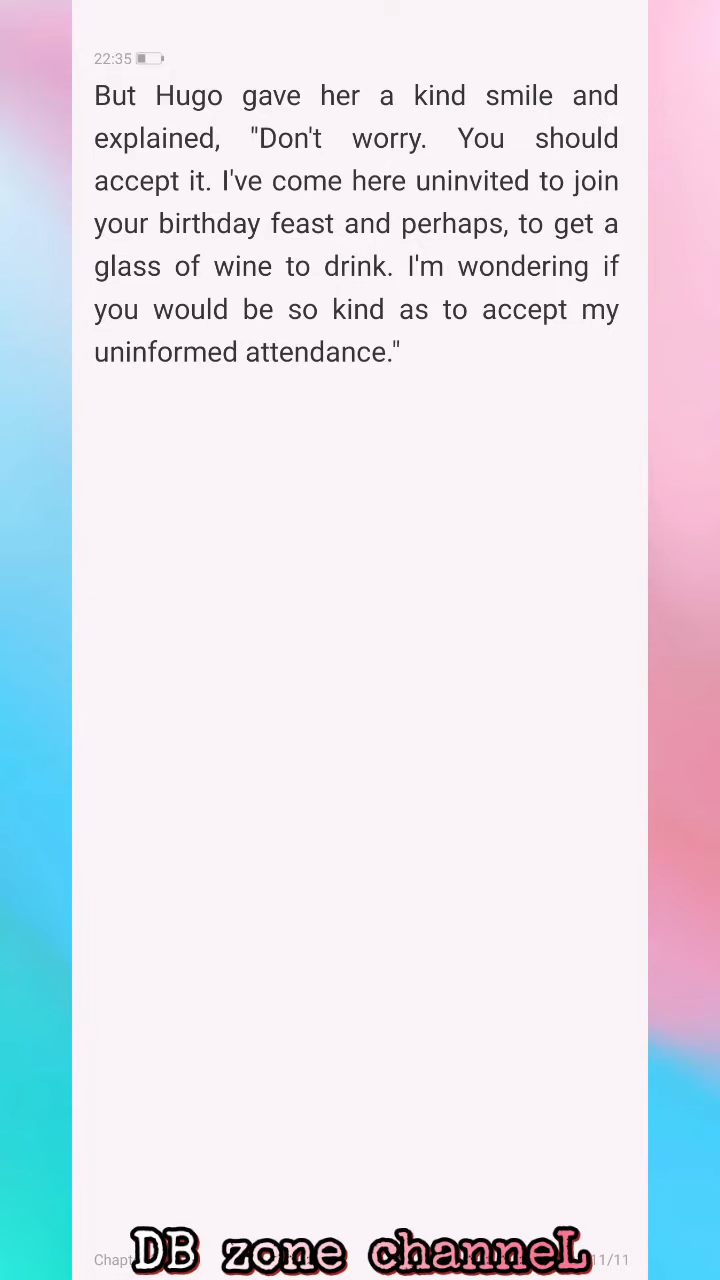 22:35
But Hugo gave her a kind smile and
explained, "Don't worry. You should
accept it. I've come here uninvited to join
your birthday feast and perhaps, to get a
glass of wine to drink. I'm wondering if
you would be so kind as to accept my
uninformed attendance."
DB zone channeL
11/11